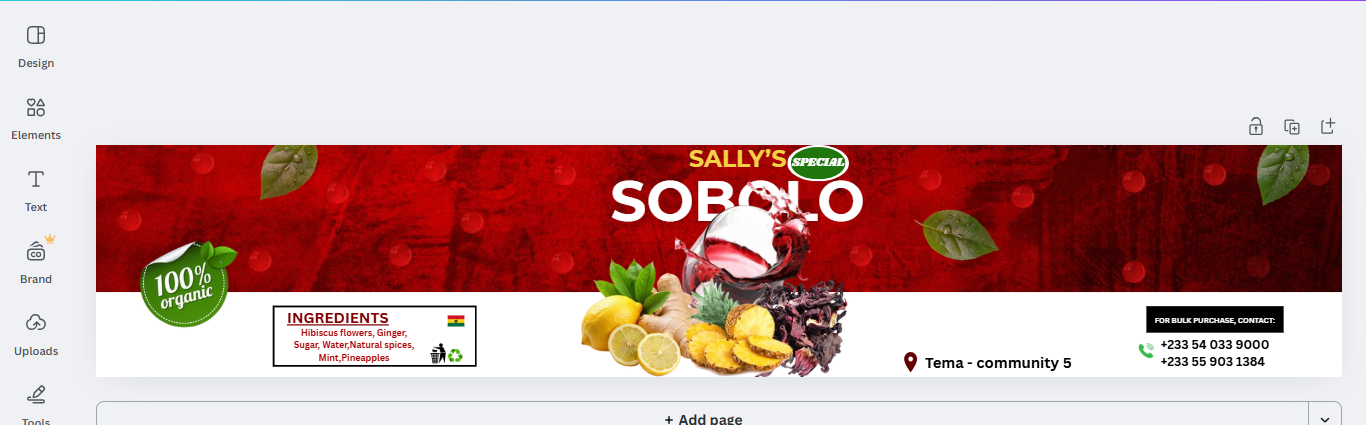 Design
Elements
Text
Brand
Uploads
Tools
SALLY'S SPECIAL
SOBOLO
100%
organic
INGREDIENTS
Hibiscus flowers, Ginger,
Sugar, Water,Natural spices,
Mint,Pineapples
Tema - community 5
FOR BULK PURCHASE, CONTACT:
+233 54 033 9000
+233 55 903 1384
+ Add page